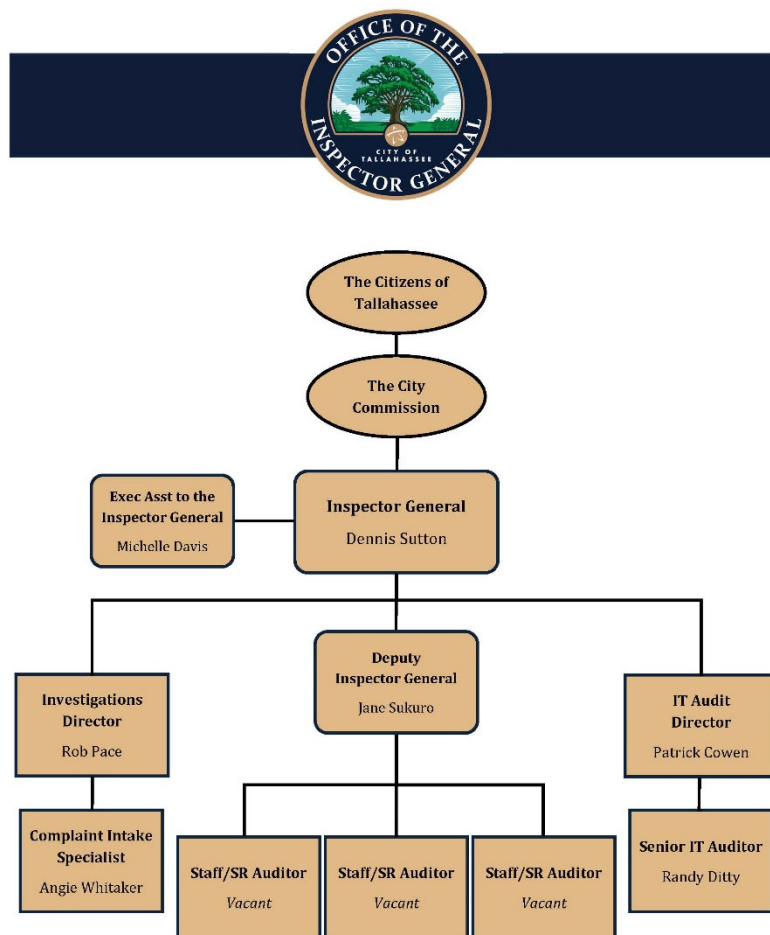 OFFICE OF THE
INSPECTOR GENERAL
CITY OF
TALLAHASSEE
The Citizens of
Tallahassee
The City
Commission
Exec Asst to the
Inspector General
Michelle Davis
Inspector General
Dennis Sutton
Investigations
Director
Rob Pace
Deputy
Inspector General
Jane Sukuro
IT Audit
Director
Patrick Cowen
Complaint Intake
Specialist
Angie Whitaker
Staff/SR Auditor
Vacant
Staff/SR Auditor
Vacant
Staff/SR Auditor
Vacant
Senior IT Auditor
Randy Ditty